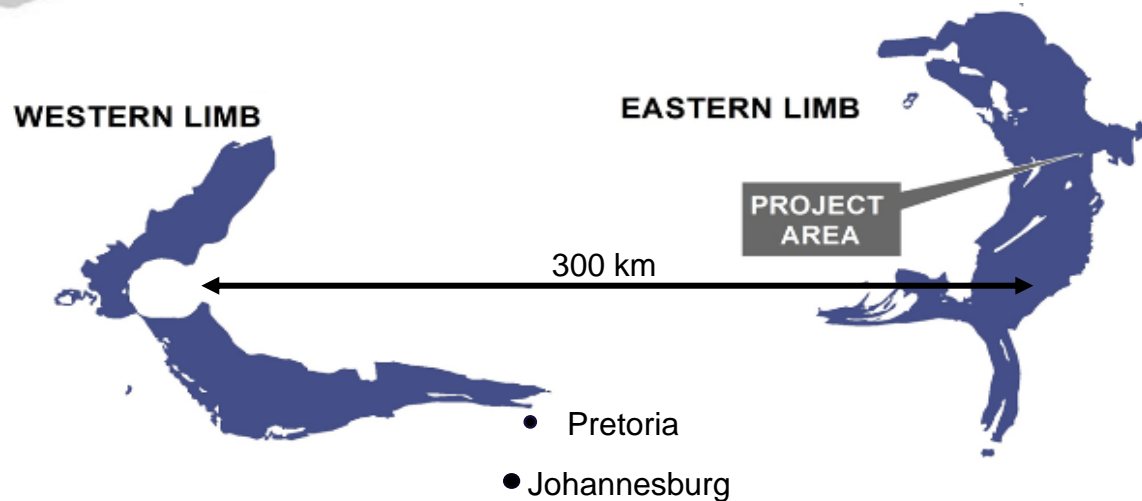 WESTERN LIMB
EASTERN LIMB
PROJECT
AREA
300 km
Pretoria
Johannesburg